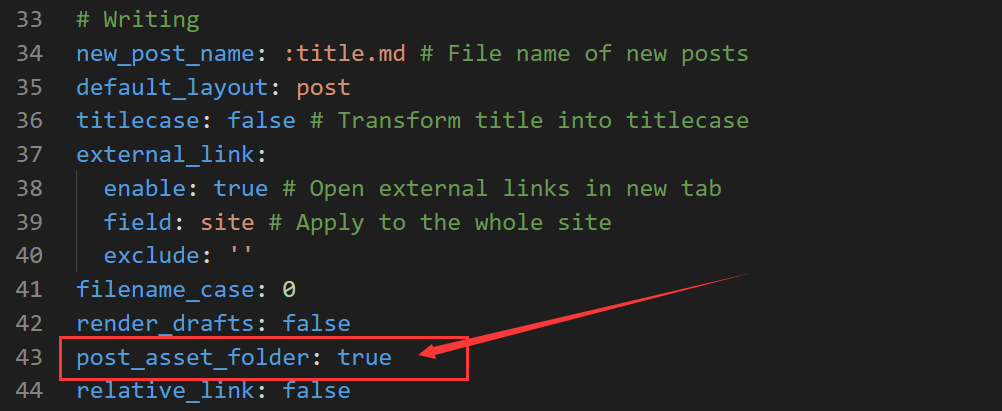 33 # Writing
34 new_post_name: :title.md # File name of new posts
35 default_layout: post
36 titlecase: false # Transform title into titlecase
37 external_link:
38   enable: true # Open external links in new tab
39   field: site # Apply to the whole site
40   exclude: ''
41 filename_case: 0
42 render_drafts: false
43 post_asset_folder: true
44 relative_link: false